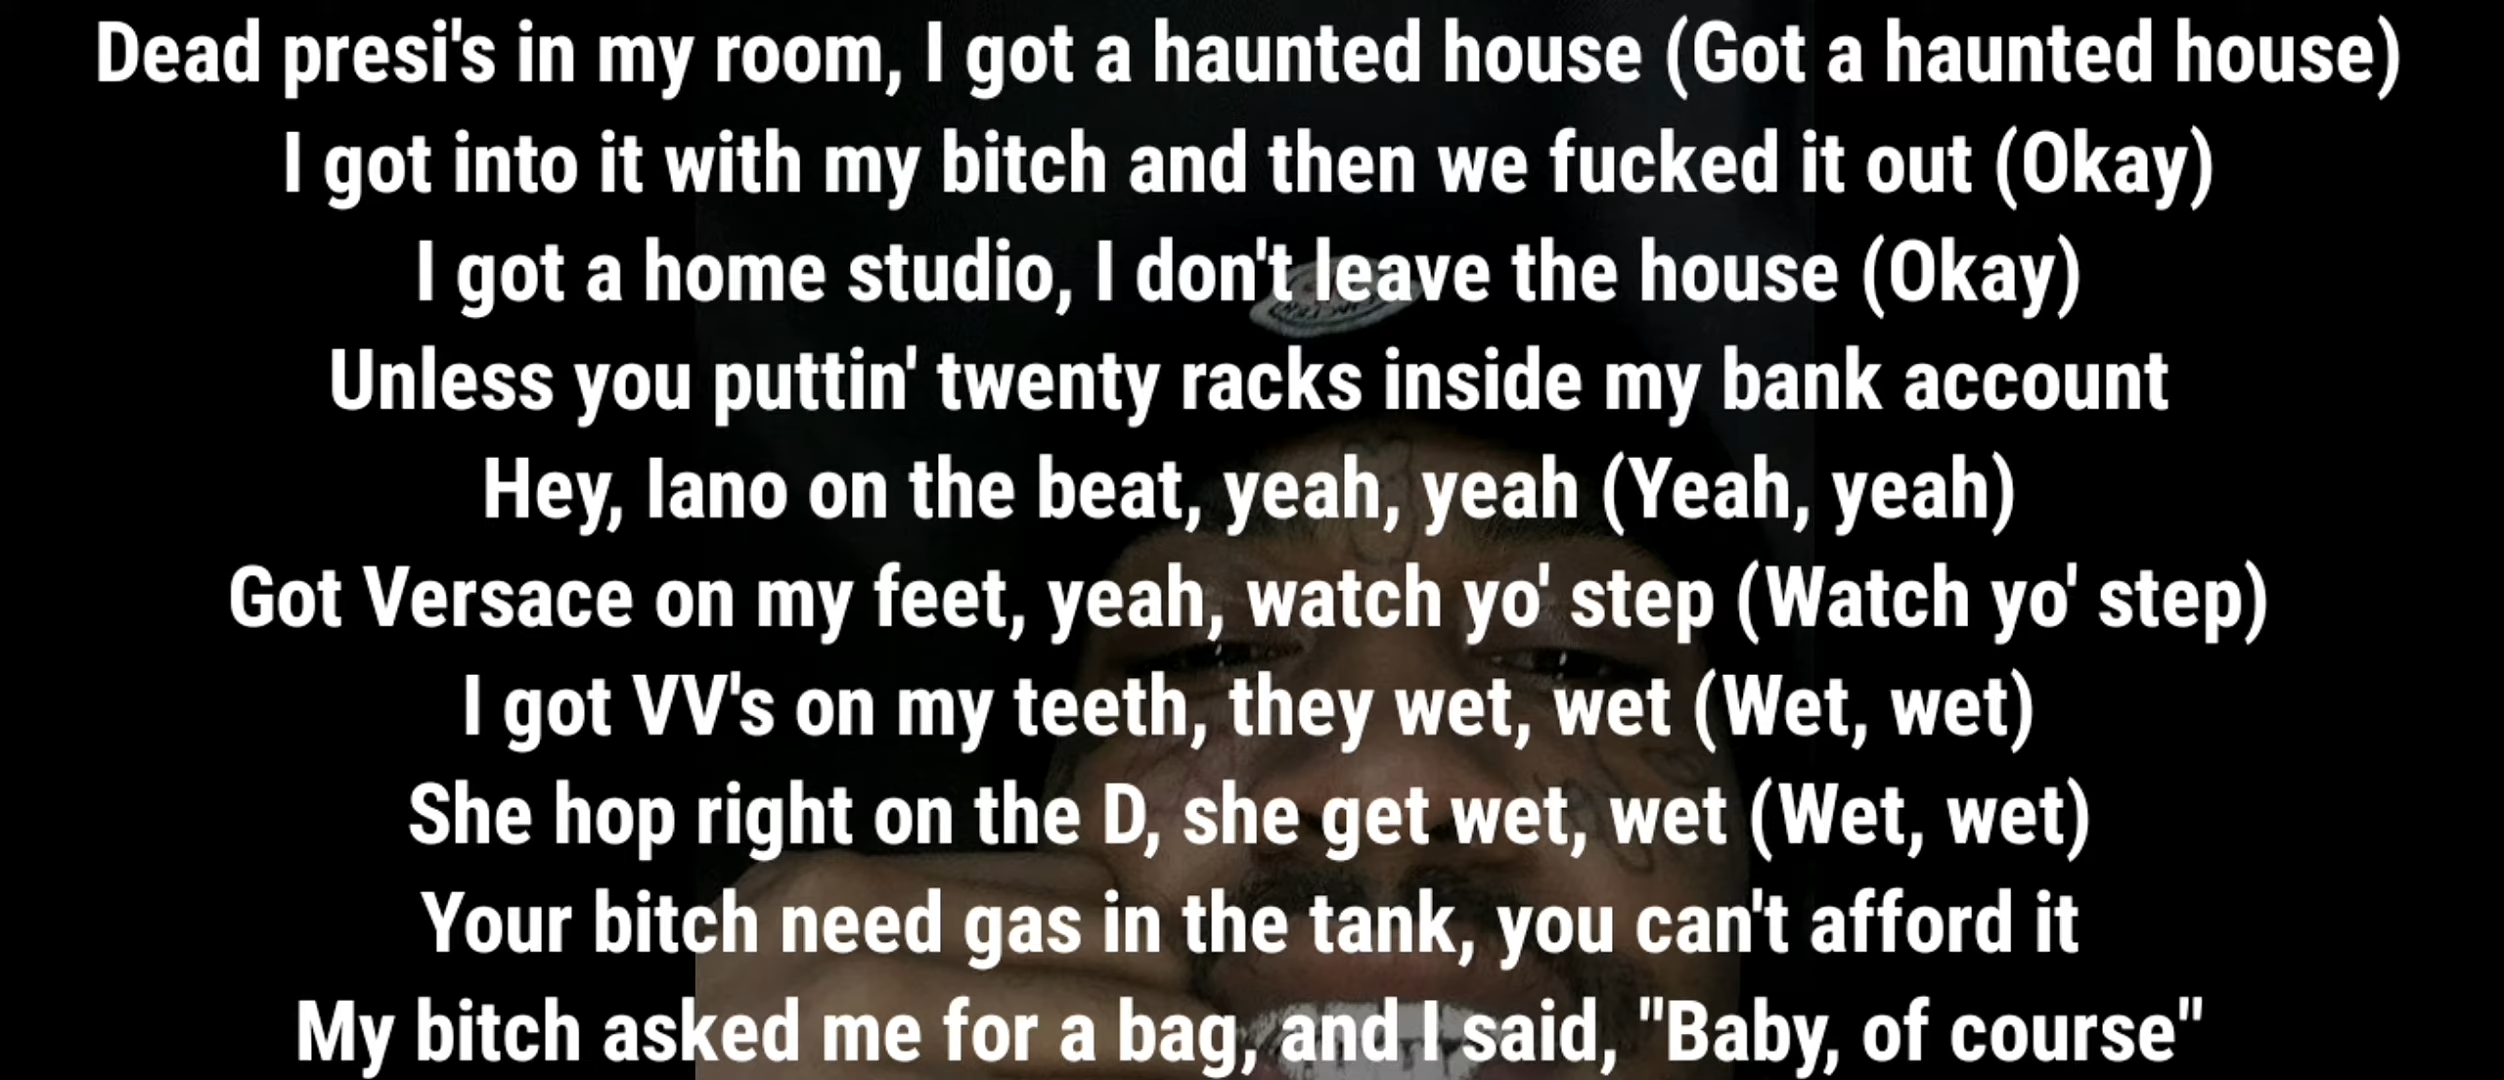 Dead presi's in my room, I got a haunted house (Got a haunted house)
I got into it with my bitch and then we fucked it out (Okay)
I got a home studio, I don't leave the house (Okay)
Unless you puttin' twenty racks inside my bank account
Hey, Iano on the beat, yeah, yeah (Yeah, yeah)
Got Versace on my feet, yeah, watch yo' step (Watch yo' step)
I got VV's on my teeth, they wet, wet (Wet, wet)
She hop right on the D, she get wet, wet (Wet, wet)
Your bitch need gas in the tank, you can't afford it
My bitch asked me for a bag, and I said, "Baby, of course"